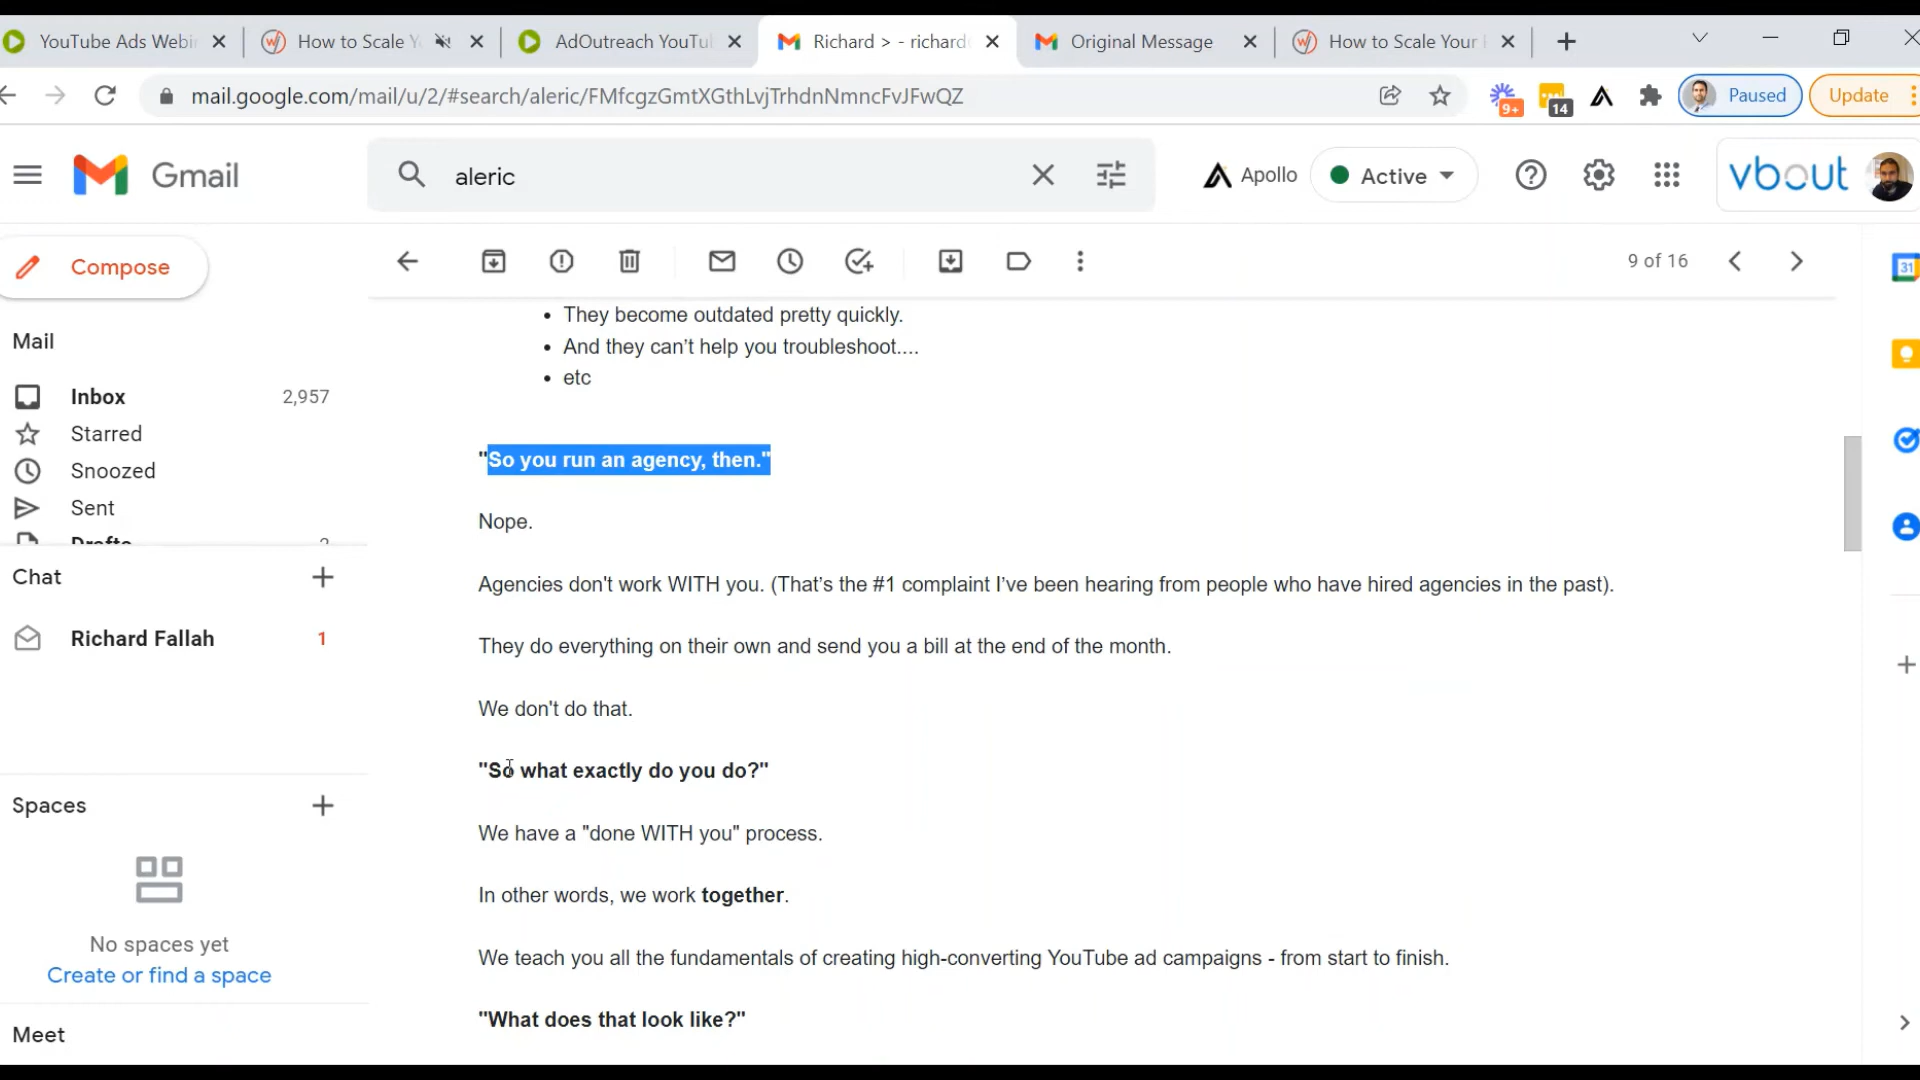 YouTube Ads Webi
How to Scale Y
AdOutreach YouTu
Richard > - richard
Original Message
How to Scale Your
mail.google.com/mail/u/2/#search/aleric/FMfcgzGmtXGthLvjTrhdnNmncFvJFwQZ
9+
14
Paused
Update
Gmail
aleric
Apollo
Active
vbout
Compose
9 of 16
31
Mail
Inbox 2,957
Starred
Snoozed
Sent
Drafts 2
Chat
Richard Fallah 1
Spaces
No spaces yet
Create or find a space
Meet
• They become outdated pretty quickly.
• And they can’t help you troubleshoot....
• etc
"So you run an agency, then."
Nope.
Agencies don't work WITH you. (That’s the #1 complaint I’ve been hearing from people who have hired agencies in the past).
They do everything on their own and send you a bill at the end of the month.
We don't do that.
"So what exactly do you do?"
We have a "done WITH you" process.
In other words, we work together.
We teach you all the fundamentals of creating high-converting YouTube ad campaigns - from start to finish.
"What does that look like?"